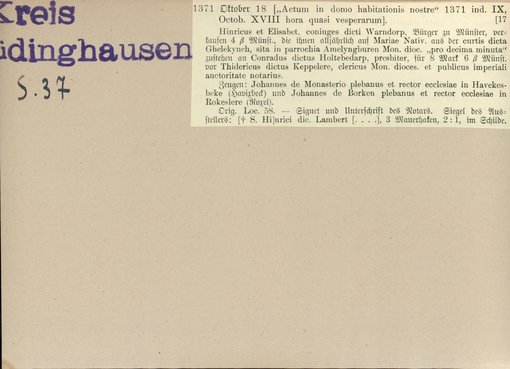 Kreis
üdinghausen
S. 37
1371 Oktober 18 [„Actum in domo habitationis nostre“ 1371 ind. IX,
Octob. XVIII hora quasi vesperarum]. [17
Hinricus et Elisabet, coniuges dicti Warndorp, Bürger zu Münster, ver-
kaufen 4 β Münst., die ihnen alljährlich auf Mariae Nativ. aus der curtis dicta
Ghelekynch, sita in parrochia Amelyngburen Mon. dioc. „pro decima minuta“
zustehen an Conradus dictus Holtebedarp, presbiter, für 8 Mark 6 β Münst.
vor Thidericus dictus Keppelere, clericus Mon. dioces. et publicus imperiali
auctoritate notarius.
Zeugen: Johannes de Monasterio plebanus et rector ecclesiae in Havekes-
beke (Havixbeck) und Johannes de Borken plebanus et rector ecclesiae in
Rokeslere (Roxel).
Orig. Loc. 58. — Signet und Unterschrift des Notars. Siegel des Aus-
stellers: [† S. Hi]nrici dic. Lambert [. . . .], 3 Mauerhaken, 2 : 1, im Schilde.